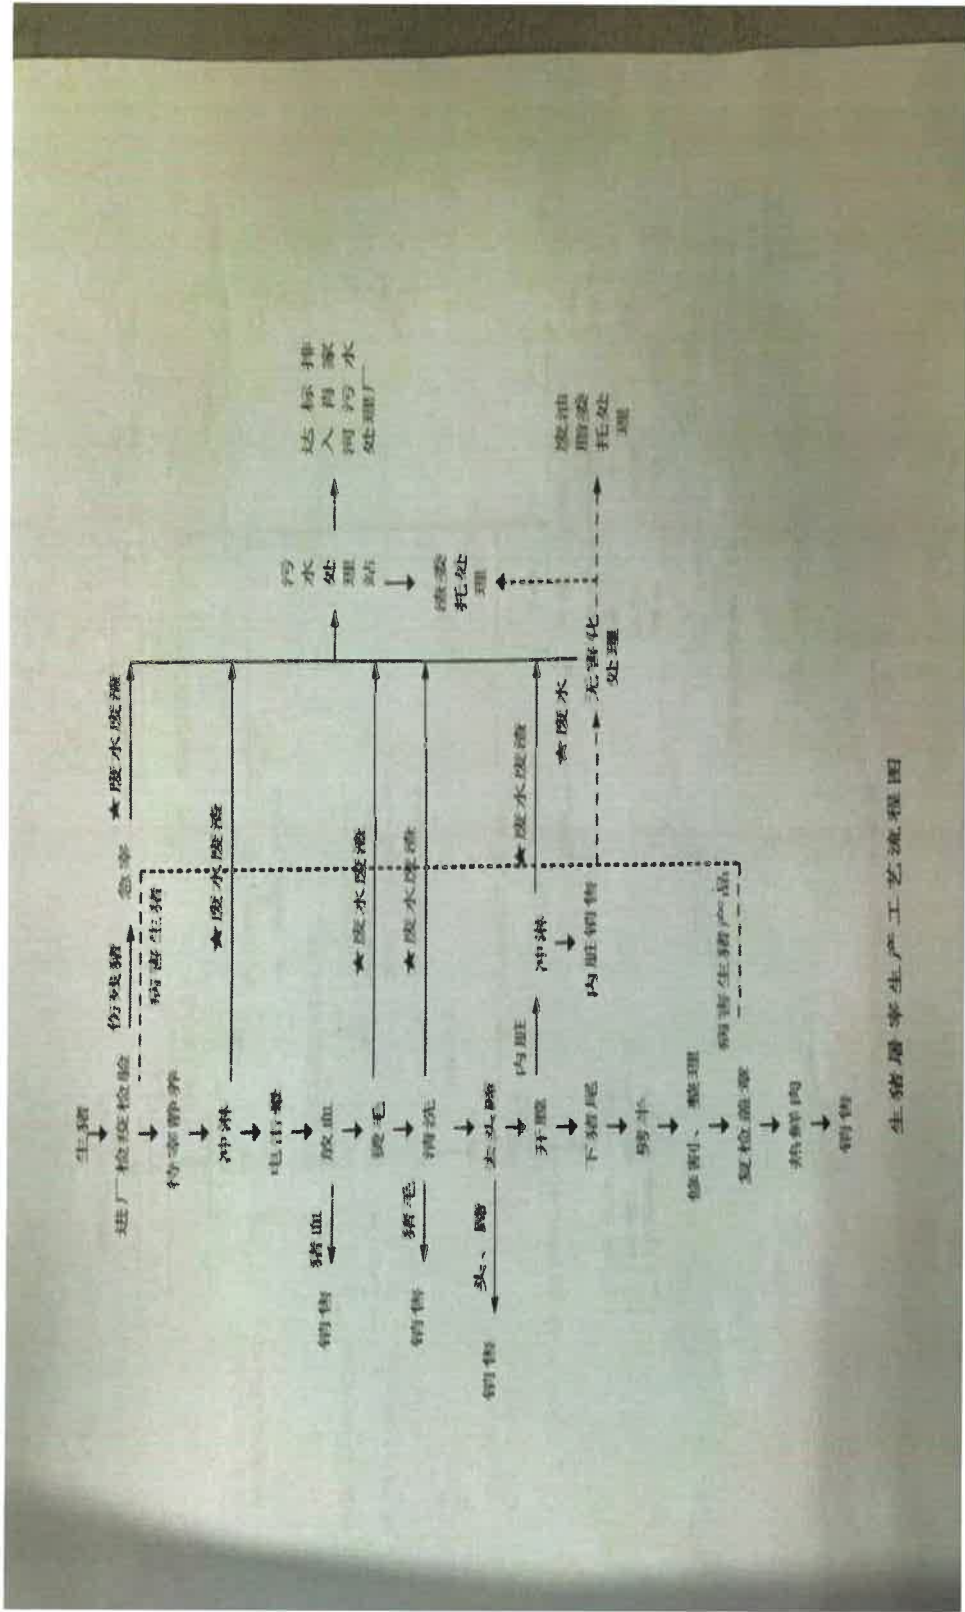 生猪
进厂检疫检验
伤残猪
急宰
★废水废渣
病害生猪
待宰静养
冲淋
★废水废渣
电击晕
放血
猪血
销售
烫毛
★废水废渣
清洗
★废水废渣
猪毛
销售
去头蹄
头、蹄
销售
开膛
内脏
冲淋
★废水废渣
内脏销售
★废水
下猪尾
劈半
修割、整理
复检盖章
病害生猪产品
热鲜肉
销售
污水处理站
达标排
入肖家
河污水
处理厂
渣委
托处
理
无害化
处理
废油
脂委
托处
理
生猪屠宰生产工艺流程图